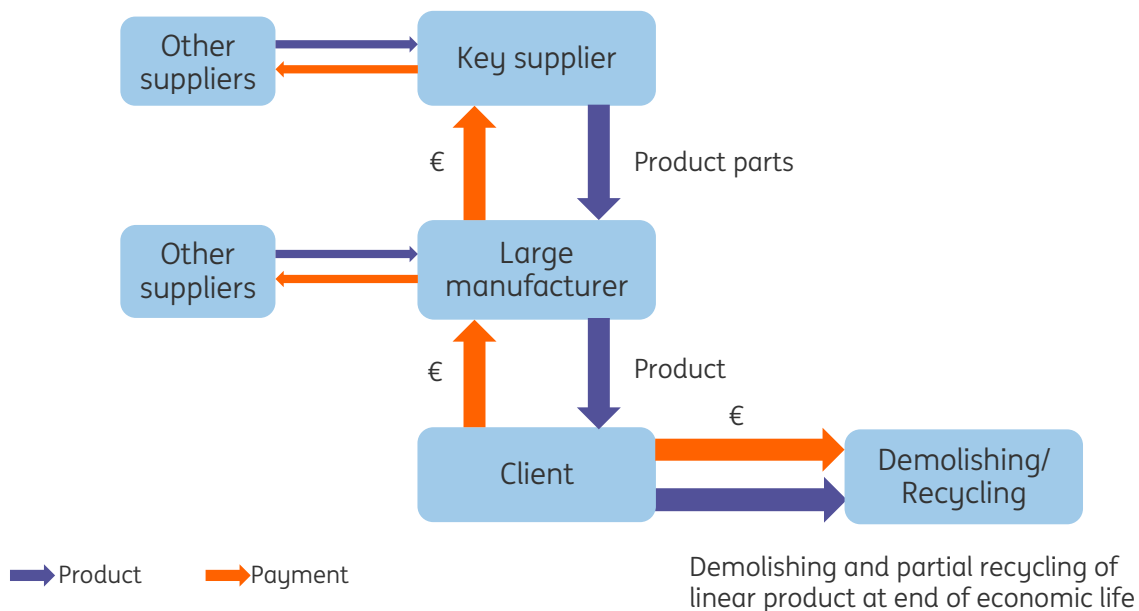 Other
suppliers
Key supplier
€
Product parts
Other
suppliers
Large
manufacturer
€
Product
€
Client
Demolishing/
Recycling
Product
Payment
Demolishing and partial recycling of
linear product at end of economic life